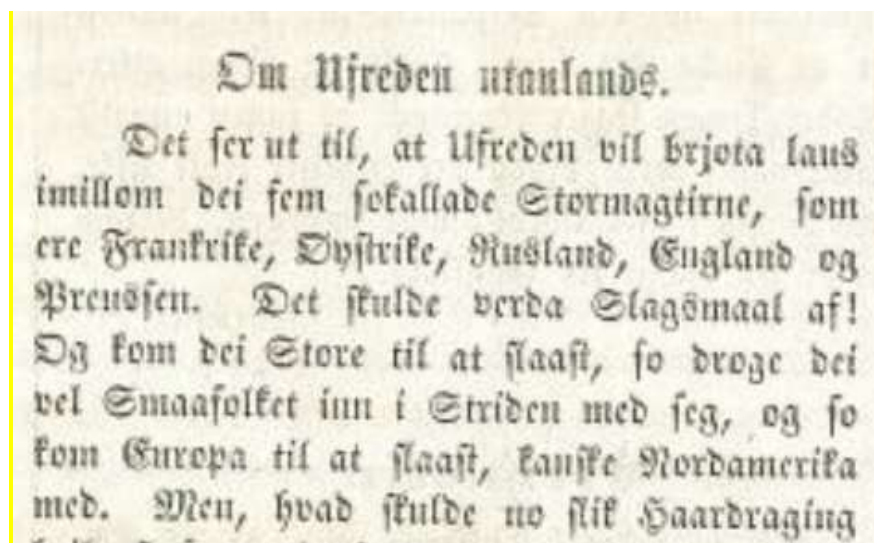 Om Ufreden utanlands.
Det ser ut til, at Ufreden vil brjota laus
imillom dei fem sokallade Stormagtirne, som
ere Frankrike, Øystrike, Rusland, England og
Preussen. Det skulde verda Slagsmaal af!
Og kom dei Store til at slaast, so droge dei
vel Smaafolket inn i Striden med seg, og so
kom Europa til at slaast, kanske Nordamerika
med. Men, hvad skulde no slik Haardraging